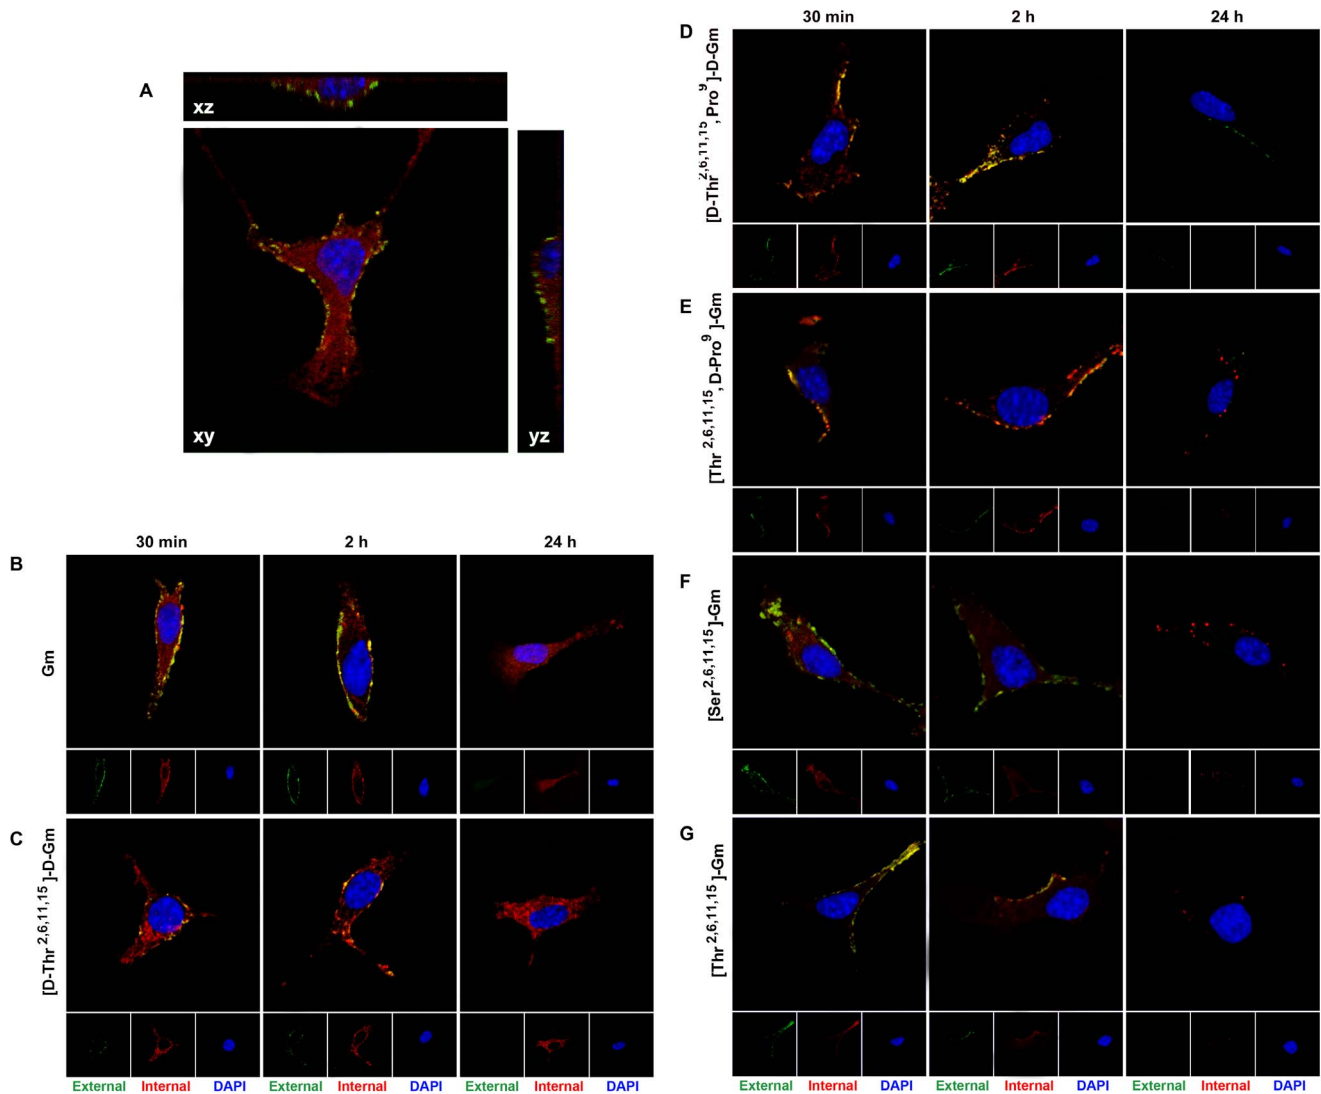 A
xz
xy
yz
30 min 2 h 24 h
B
Gm
C
[D-Thr2,6,11,15]-D-Gm
External Internal DAPI External Internal DAPI External Internal DAPI
30 min 2 h 24 h
D
[D-Thr2,6,11,15, Pro9]-D-Gm
E
[Thr2,6,11,15, D-Pro9]-Gm
F
[Ser2,6,11,15]-Gm
G
[Thr2,6,11,15]-Gm
External Internal DAPI External Internal DAPI External Internal DAPI